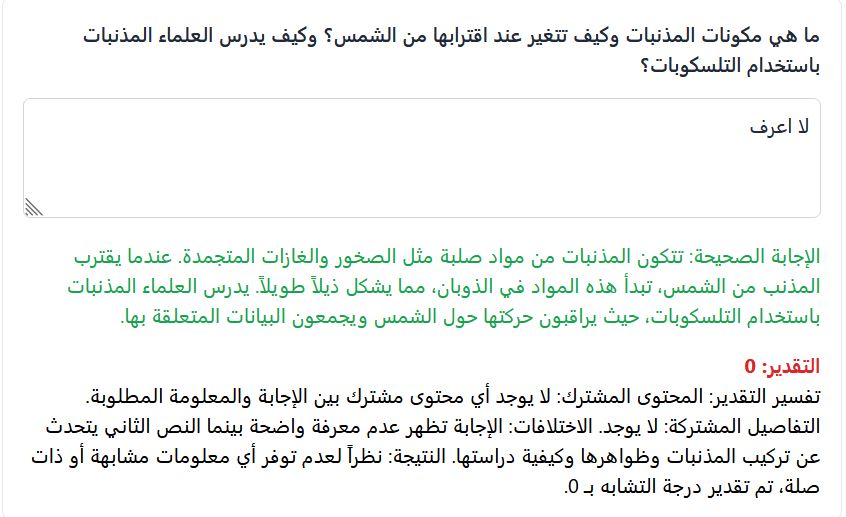 ما هي مكونات المذنبات وكيف تتغير عند اقترابها من الشمس؟ وكيف يدرس العلماء المذنبات
باستخدام التلسكوبات؟
لا اعرف
الإجابة الصحيحة: تتكون المذنبات من مواد صلبة مثل الصخور والغازات المتجمدة. عندما يقترب
المذنب من الشمس، تبدأ هذه المواد في الذوبان، مما يشكل ذيلاً طويلاً. يدرس العلماء المذنبات
باستخدام التلسكوبات، حيث يراقبون حركتها حول الشمس ويجمعون البيانات المتعلقة بها.
التقدير: 0
تفسير التقدير: المحتوى المشترك: لا يوجد أي محتوى مشترك بين الإجابة والمعلومة المطلوبة.
التفاصيل المشتركة: لا يوجد. الاختلافات: الإجابة تظهر عدم معرفة واضحة بينما النص الثاني يتحدث
عن تركيب المذنبات وظواهرها وكيفية دراستها. النتيجة: نظراً لعدم توفر أي معلومات مشابهة أو ذات
صلة، تم تقدير درجة التشابه بـ 0.